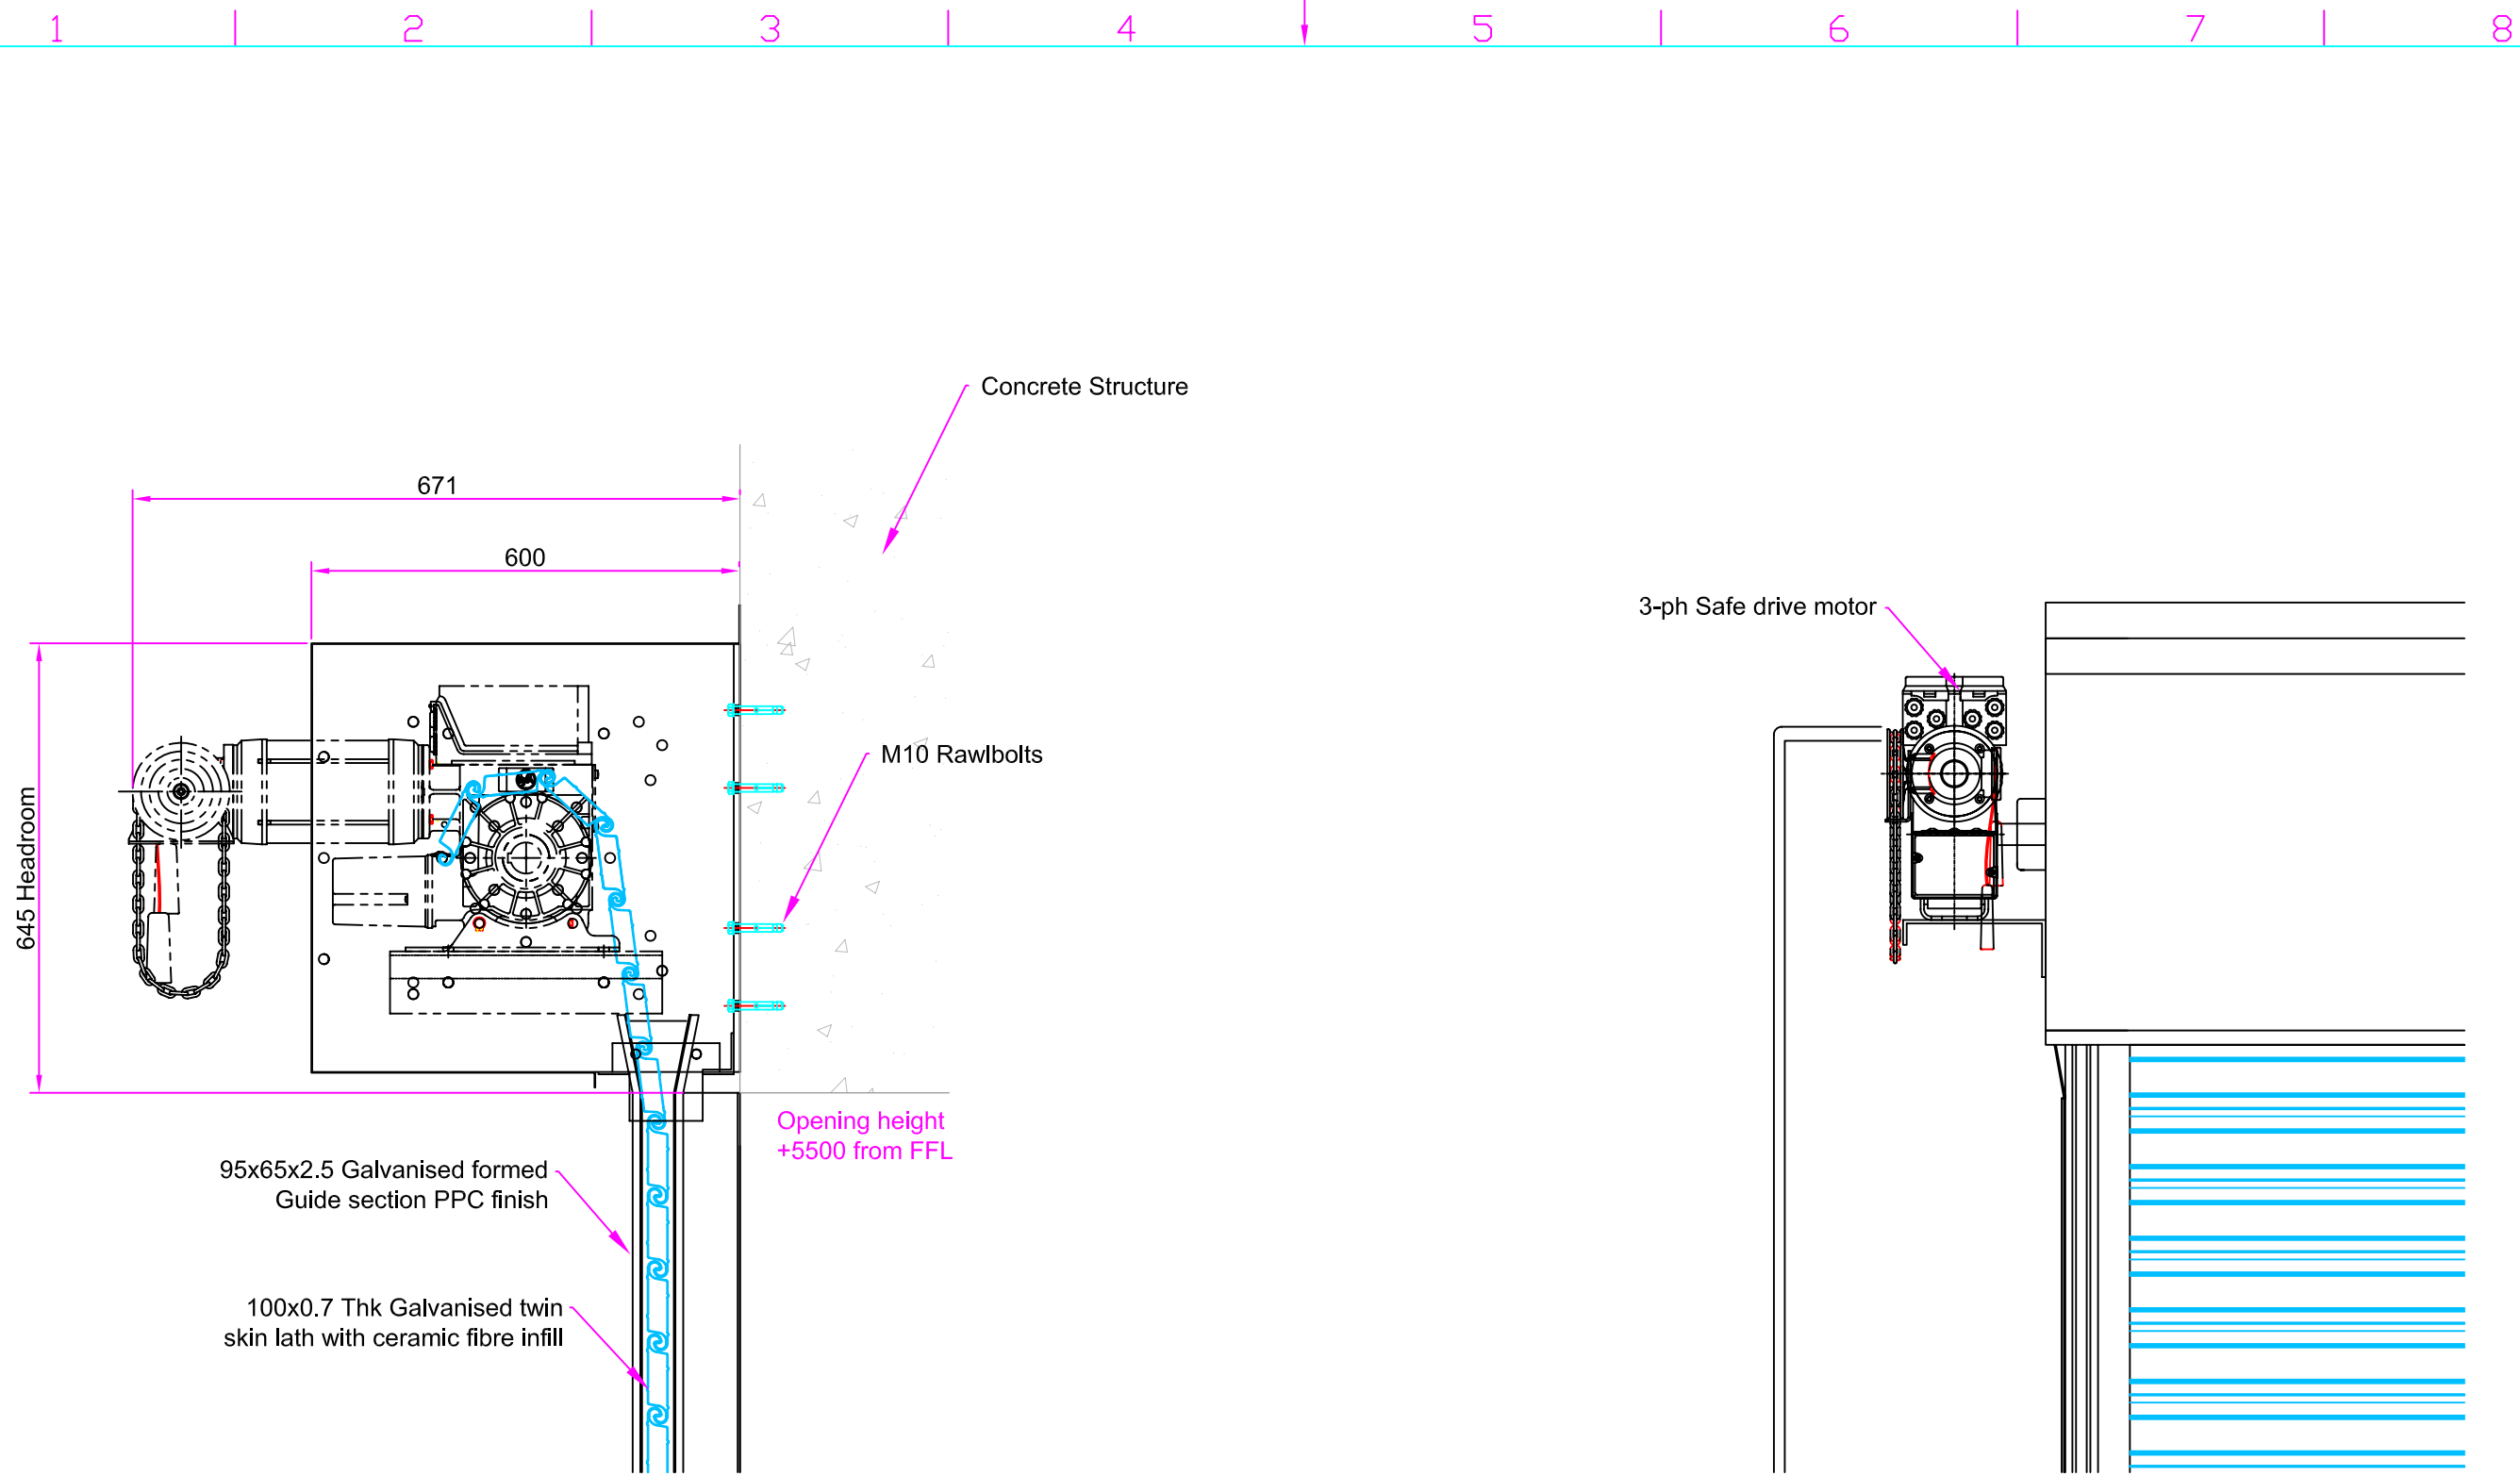 1 2 3 4 5 6 7 8
Concrete Structure
671
600
3-ph Safe drive motor
M10 Rawlbolts
645 Headroom
Opening height
+5500 from FFL
95x65x2.5 Galvanised formed
Guide section PPC finish
100x0.7 Thk Galvanised twin
skin lath with ceramic fibre infill